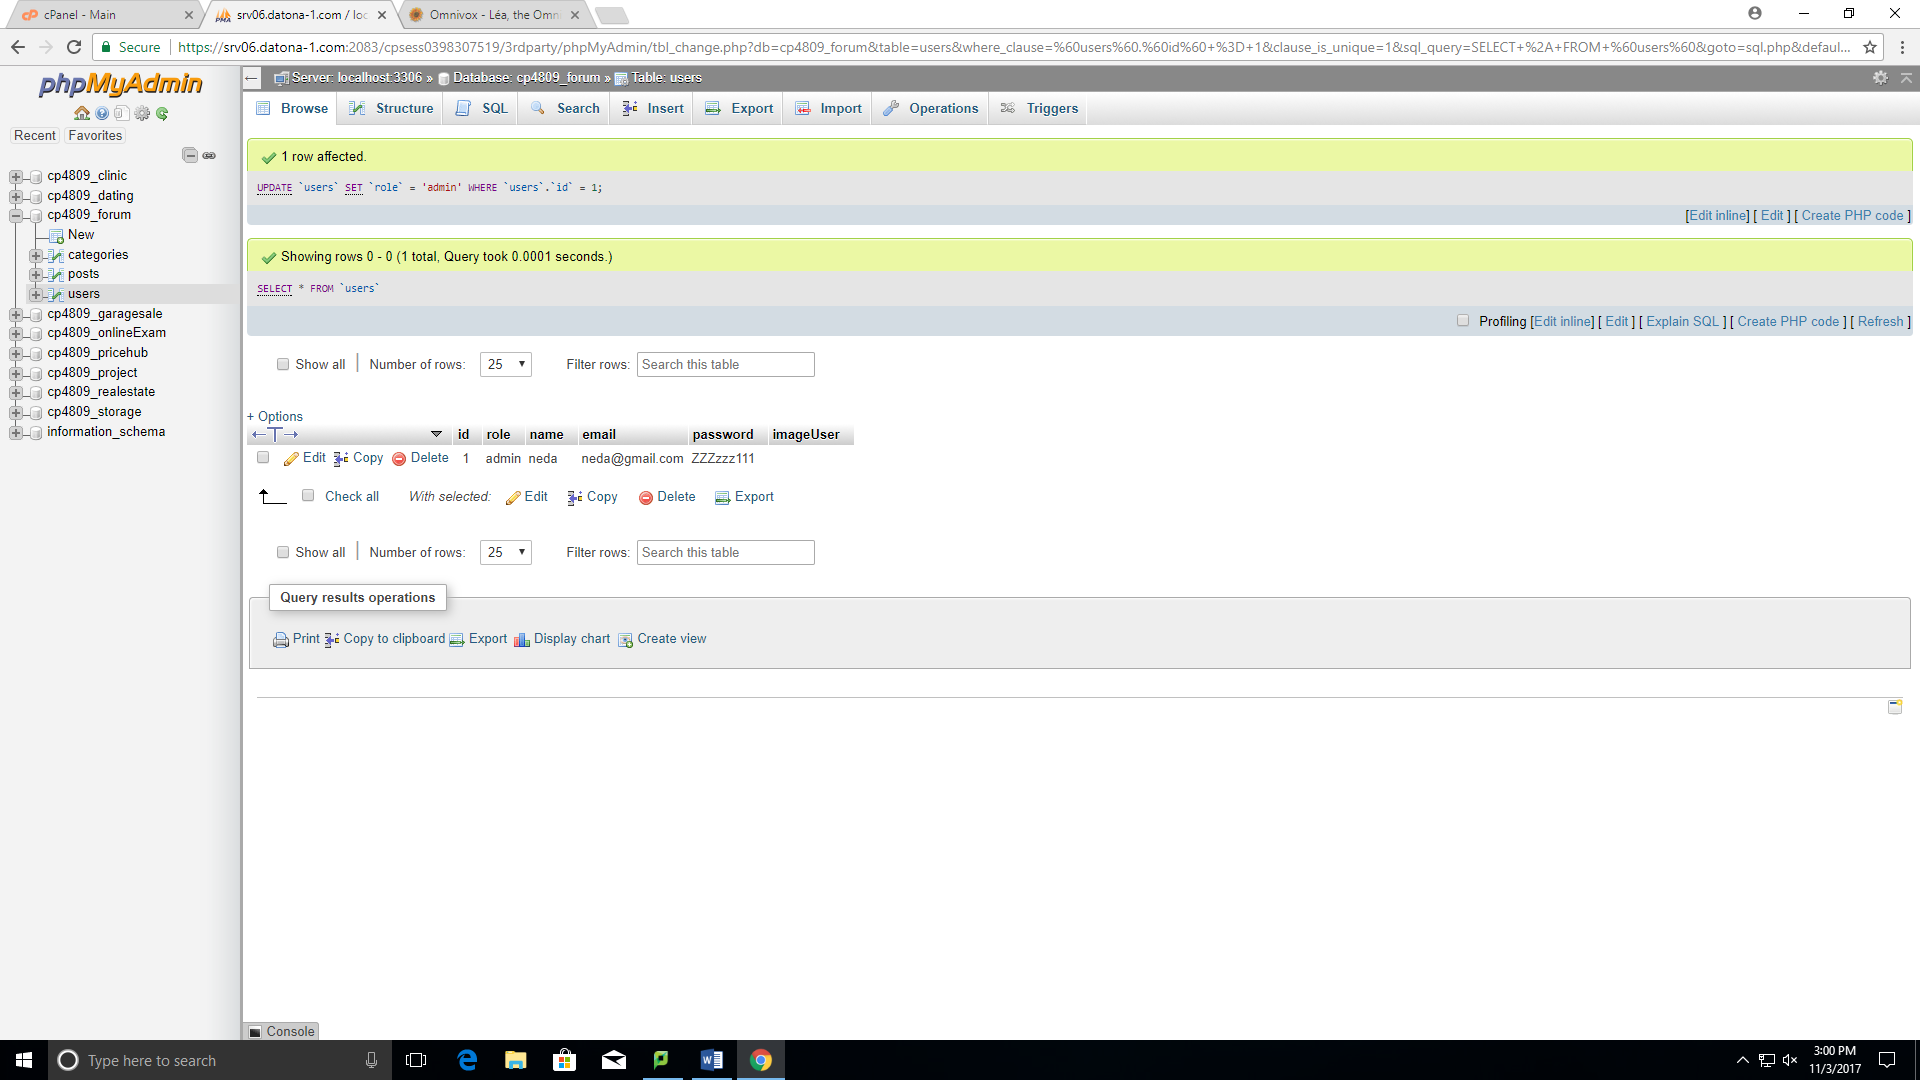 cPanel - Main
srv06.datona-1.com / loc
Omnivox - Léa, the Omn
Secure
https://srv06.datona-1.com:2083/cpsess0398307519/3rdparty/phpMyAdmin/tbl_change.php?db=cp4809_forum&table=users&where_clause=%60users%60.%60id%60+%3D+1&clause_is_unique=1&sql_query=SELECT+%2A+FROM+%60users%60&goto=sql.php&defaul...
phpMyAdmin
Recent Favorites
cp4809_clinic
cp4809_dating
cp4809_forum
New
categories
posts
users
cp4809_garagesale
cp4809_onlineExam
cp4809_pricehub
cp4809_project
cp4809_realestate
cp4809_storage
information_schema
Server: localhost:3306 » Database: cp4809_forum » Table: users
Browse Structure SQL Search Insert Export Import Operations Triggers
1 row affected.
UPDATE `users` SET `role` = 'admin' WHERE `users`.`id` = 1;
[Edit inline] [ Edit ] [ Create PHP code ]
Showing rows 0 - 0 (1 total, Query took 0.0001 seconds.)
SELECT * FROM `users`
Profiling [Edit inline] [ Edit ] [ Explain SQL ] [ Create PHP code ] [ Refresh ]
Show all | Number of rows: 25 Filter rows: Search this table
+ Options
id role name email password imageUser
Edit Copy Delete 1 admin neda neda@gmail.com ZZZzzz111
Check all With selected: Edit Copy Delete Export
Show all | Number of rows: 25 Filter rows: Search this table
Query results operations
Print Copy to clipboard Export Display chart Create view
Console
Type here to search
3:00 PM
11/3/2017